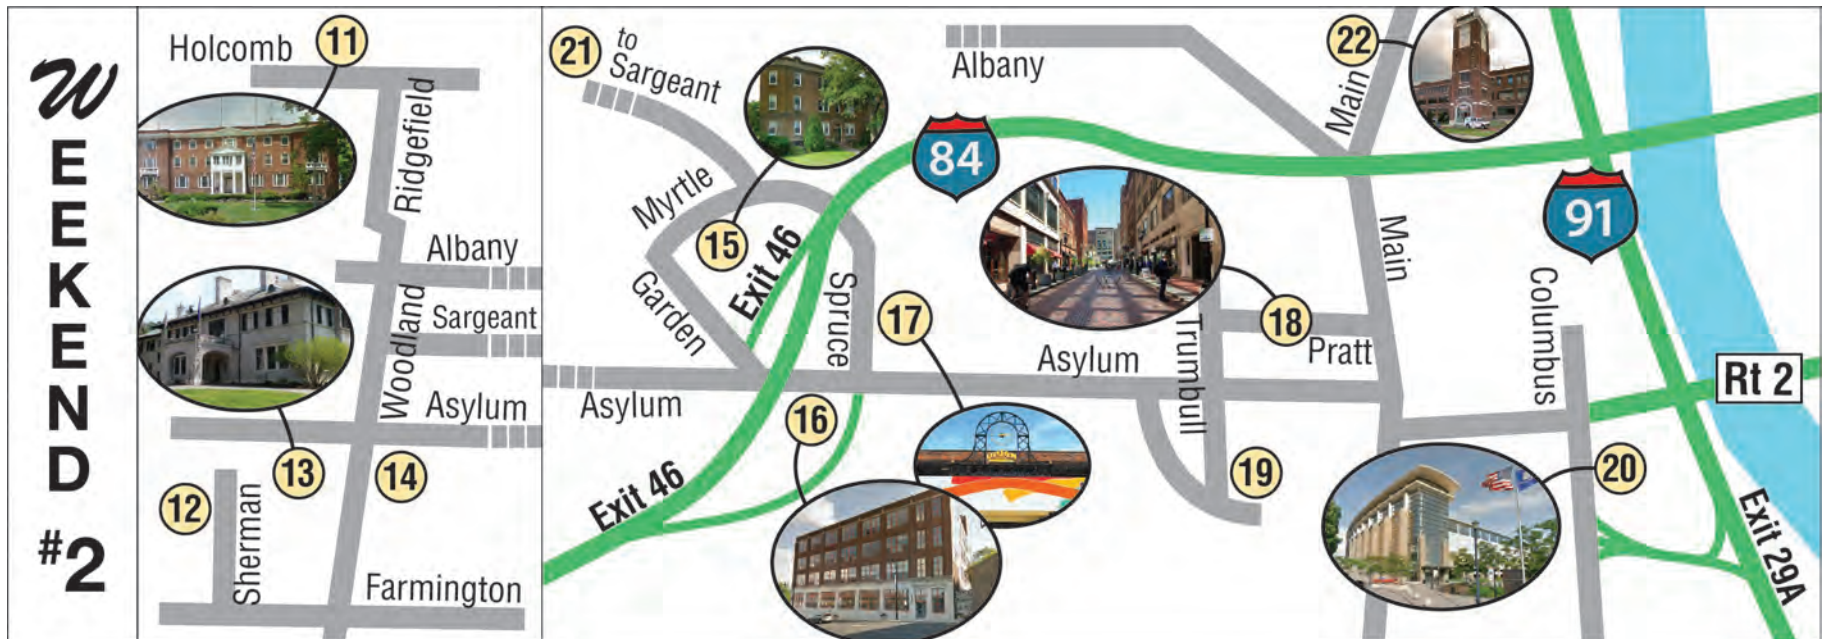 WEEKEND #2
Holcomb
11
Ridgefield
Albany
Woodland
Sargeant
Asylum
13
14
12
Sherman
Farmington
21
to
Sargeant
Myrtle
15
Garden
Exit 46
Spruce
84
Albany
Main
22
91
Main
Columbus
17
18
Pratt
Trumbull
Asylum
Rt 2
Asylum
16
19
20
Exit 46
Exit 29A